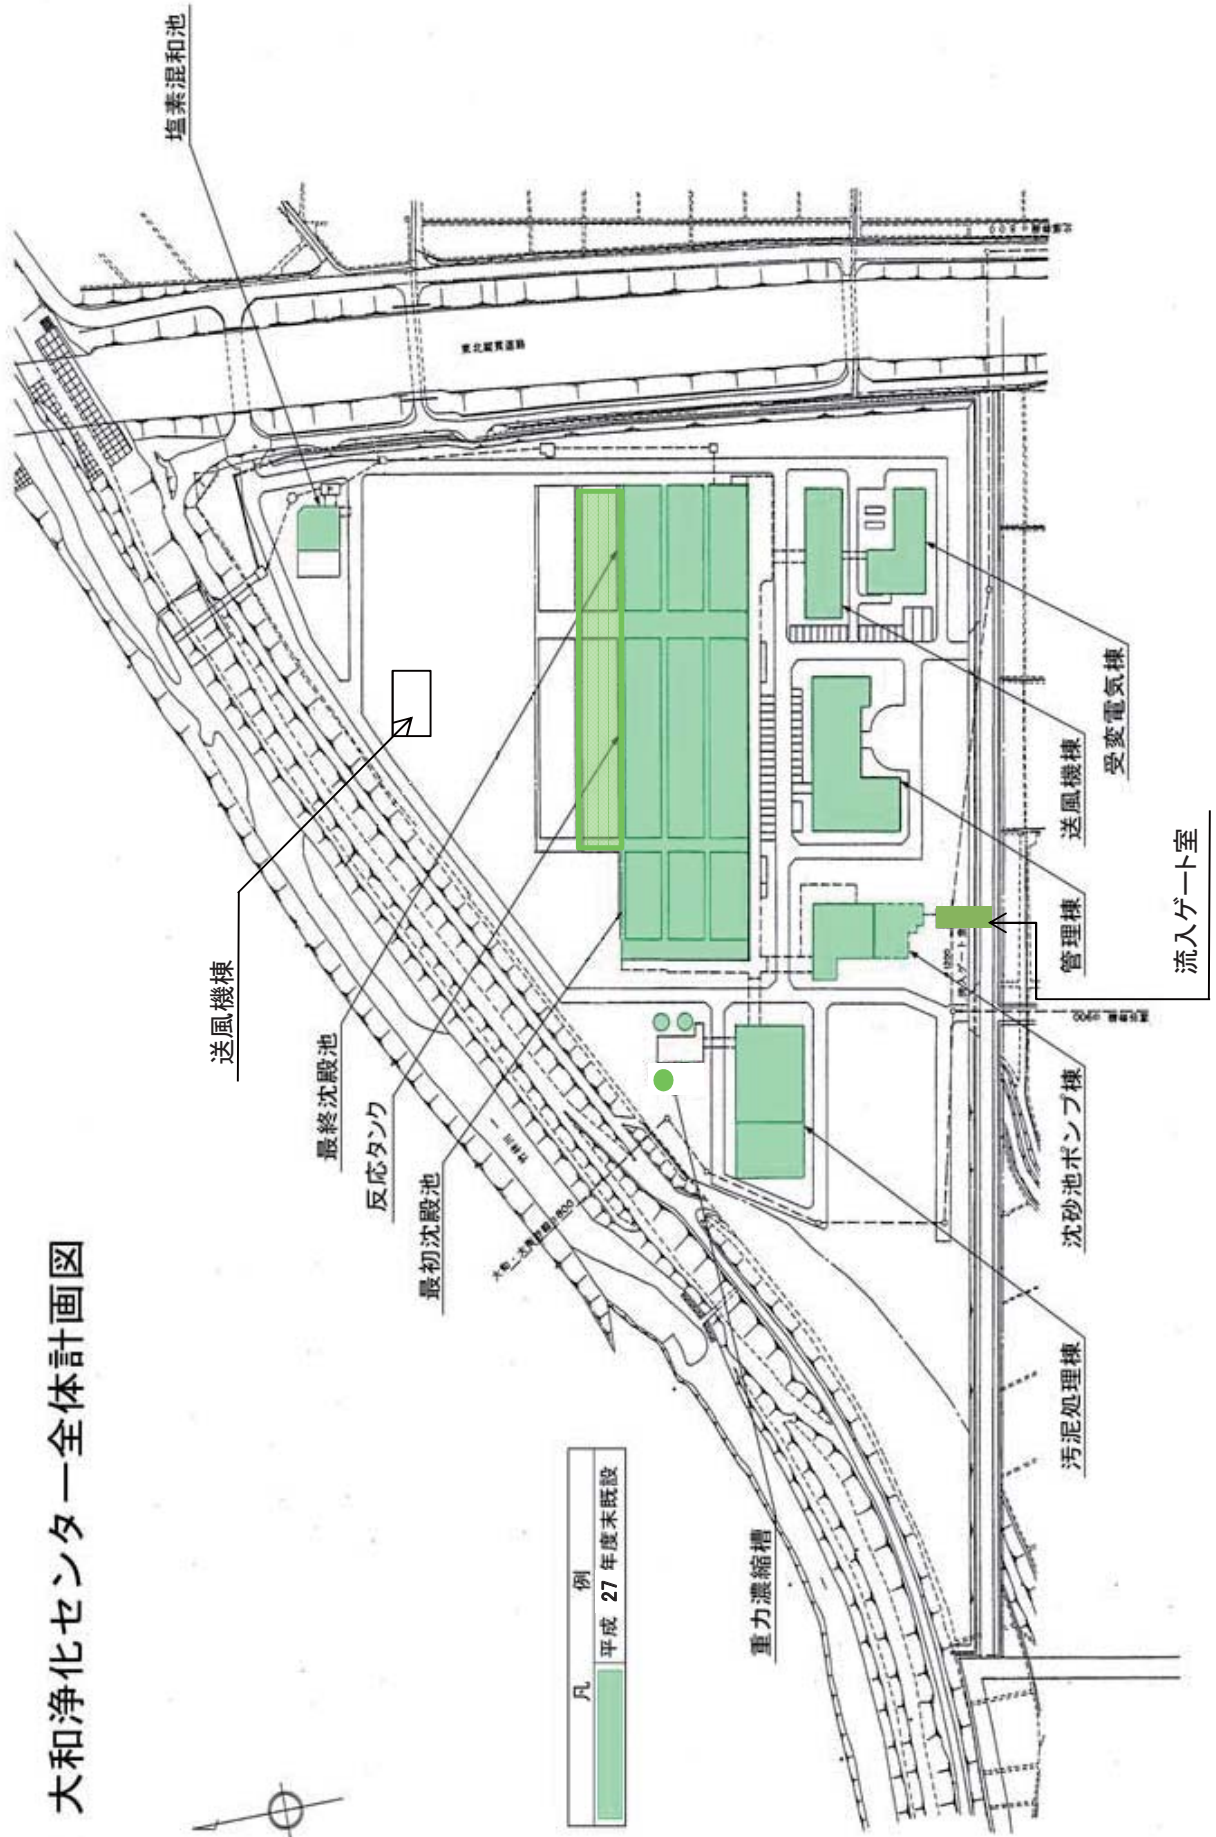 大和浄化センター全体計画図
塩素混和池
東北縦貫道路
送風機棟
最終沈殿池
反応タンク
最初沈殿池
重力濃縮槽
凡 例
平成 27 年度末既設
受変電気棟
送風機棟
管理棟
流入ゲート室
沈砂池ポンプ棟
汚泥処理棟